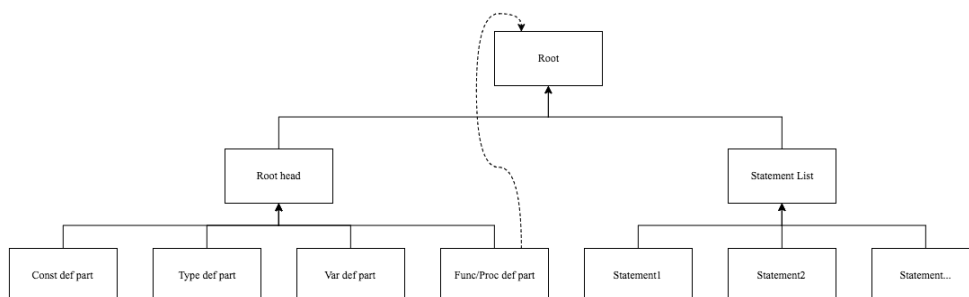 Root
Root head
Statement List
Const def part
Type def part
Var def part
Func/Proc def part
Statement1
Statement2
Statement...